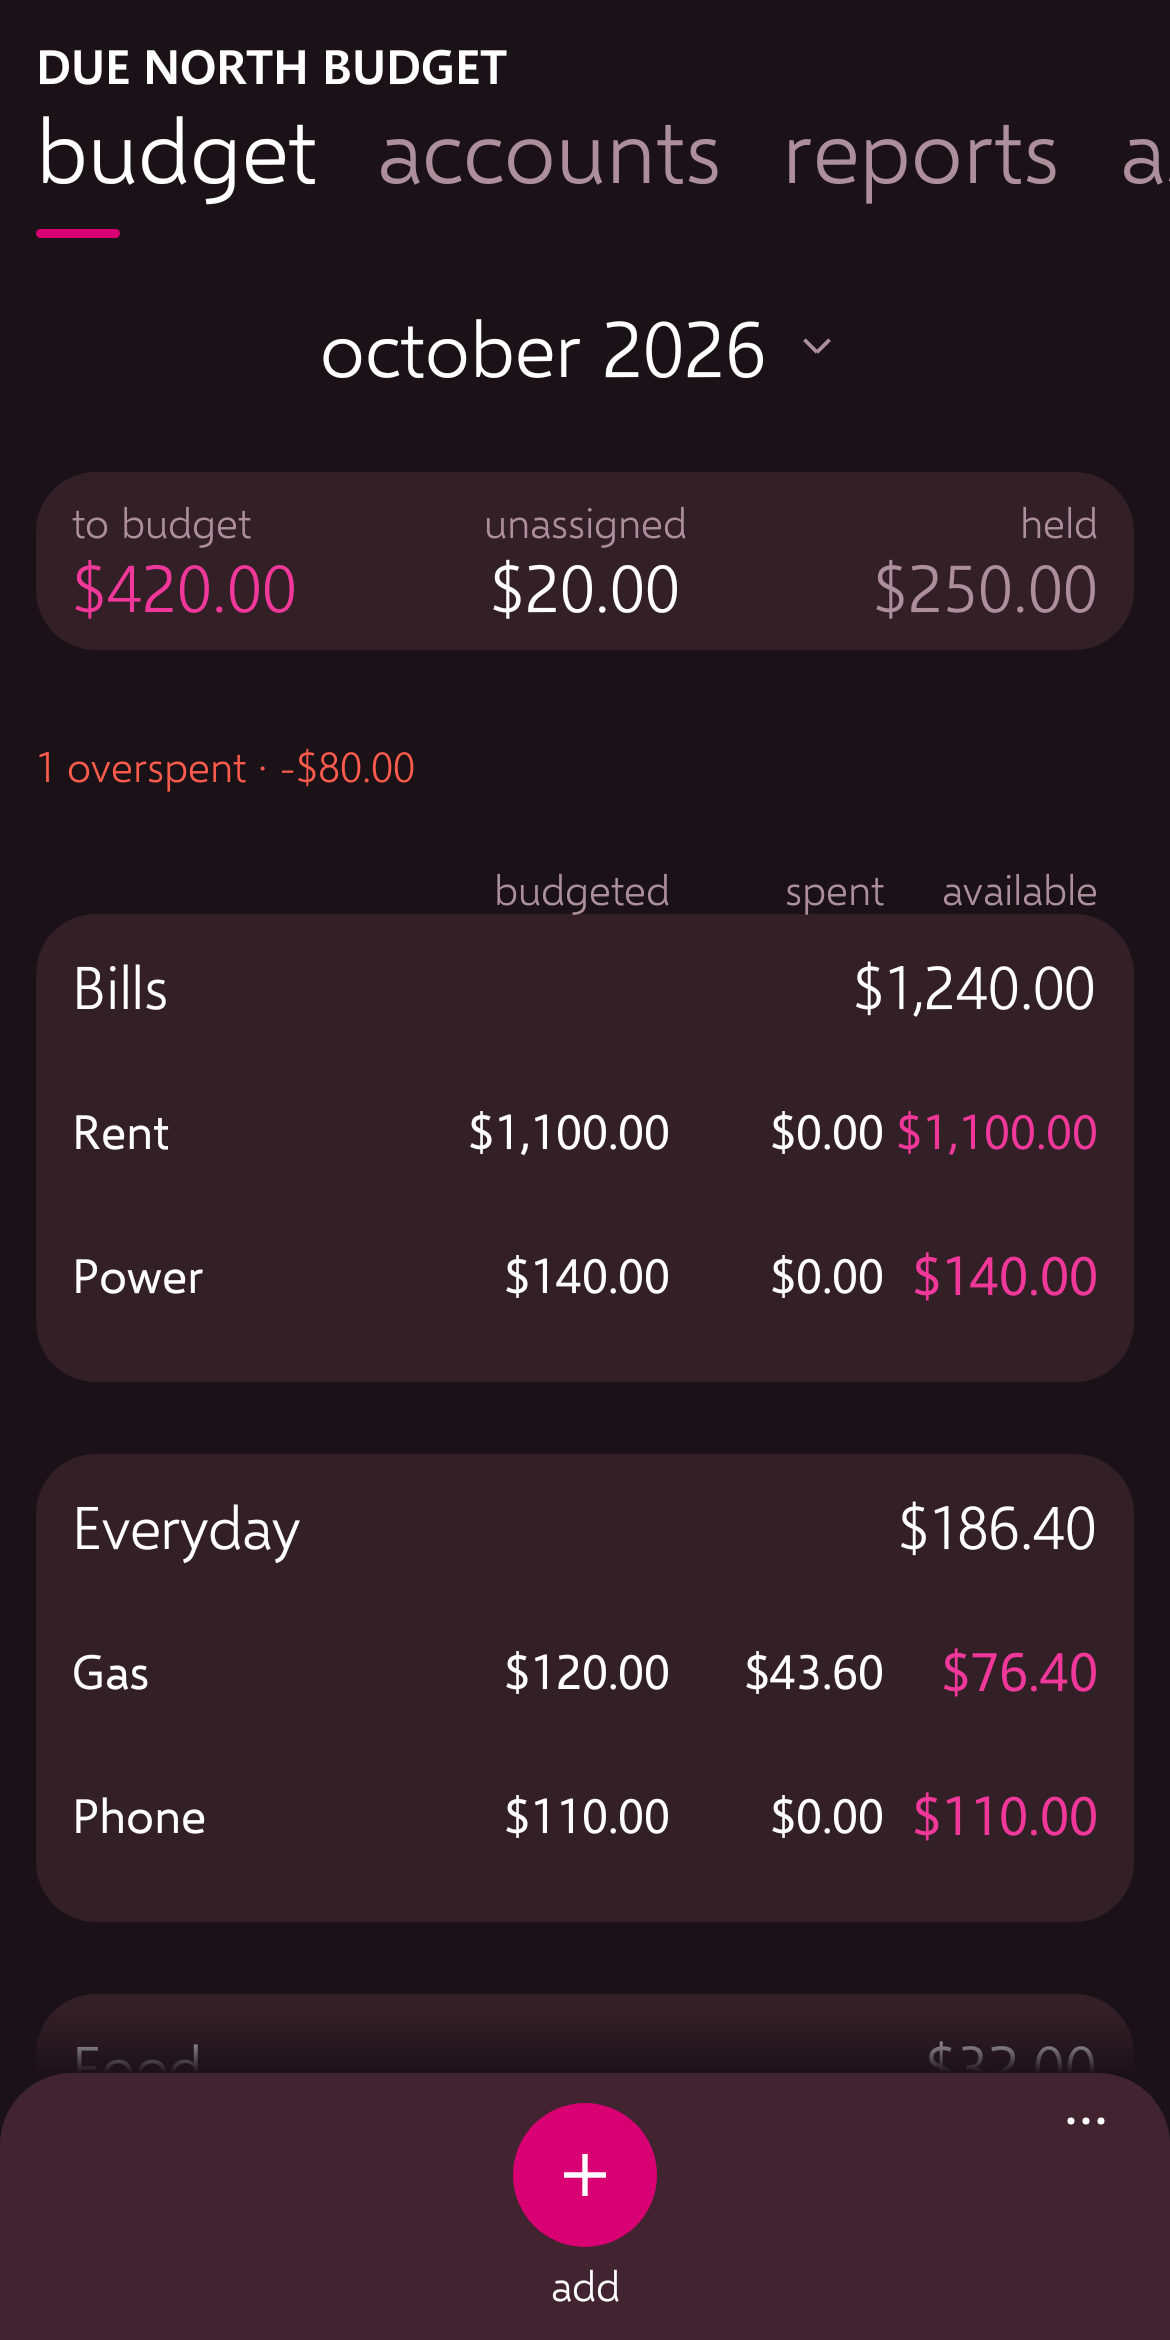 DUE NORTH BUDGET
budget accounts reports
october 2026
to budget unassigned held
$420.00 $20.00 $250.00
1 overspent · -$80.00
budgeted spent available
Bills $1,240.00
Rent $1,100.00 $0.00 $1,100.00
Power $140.00 $0.00 $140.00
Everyday $186.40
Gas $120.00 $43.60 $76.40
Phone $110.00 $0.00 $110.00
Food $32.00
add